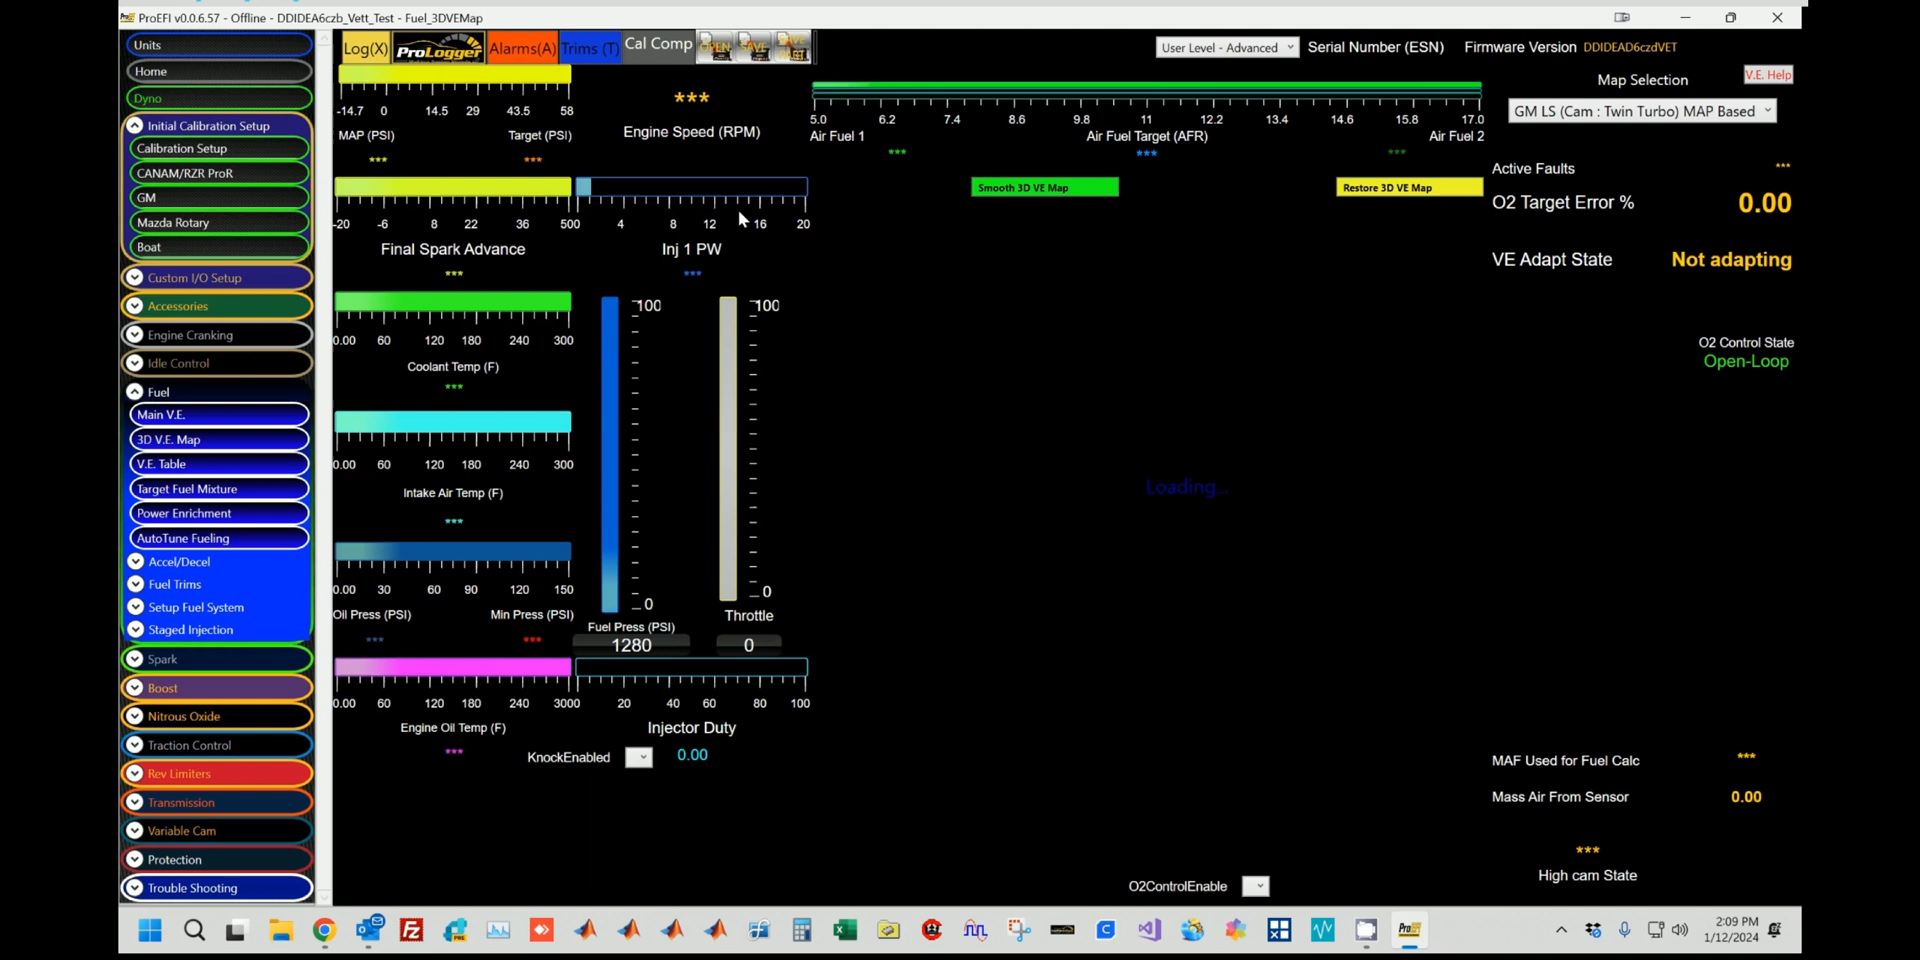 ProEFI v0.0.6.57 - Offline - DDIDEA6czb_Vett_Test - Fuel_3DVEMap
Units
Home
Dyno
Initial Calibration Setup
Calibration Setup
CANAM/RZR ProR
GM
Mazda Rotary
Boat
Custom I/O Setup
Accessories
Engine Cranking
Idle Control
Fuel
Main V.E.
3D V.E. Map
V.E. Table
Target Fuel Mixture
Power Enrichment
AutoTune Fueling
Accel/Decel
Fuel Trims
Setup Fuel System
Staged Injection
Spark
Boost
Nitrous Oxide
Traction Control
Rev Limiters
Transmission
Variable Cam
Protection
Trouble Shooting
Log(X) ProLogger Alarms(A) Trims (T) Cal Comp OPEN SAVE SAVE
User Level - Advanced Serial Number (ESN) Firmware Version DDIDEAD6czdVET
Map Selection V.E. Help
GM LS (Cam : Twin Turbo) MAP Based
-14.7 0 14.5 29 43.5 58
MAP (PSI) Target (PSI)
*** ***
***
Engine Speed (RPM)
5.0 6.2 7.4 8.6 9.8 11 12.2 13.4 14.6 15.8 17.0
Air Fuel 1 Air Fuel Target (AFR) Air Fuel 2
*** *** ***
Smooth 3D VE Map Restore 3D VE Map
Active Faults ***
O2 Target Error % 0.00
VE Adapt State Not adapting
O2 Control State
Open-Loop
-20 -6 8 22 36 500 4 8 12 16 20
Final Spark Advance Inj 1 PW
*** ***
0.00 60 120 180 240 300
Coolant Temp (F)
***
0.00 60 120 180 240 300
Intake Air Temp (F)
***
0.00 30 60 90 120 150
Oil Press (PSI) Min Press (PSI)
*** ***
100 100
0 0
Fuel Press (PSI) Throttle
1280 0
0.00 60 120 180 240 3000 20 40 60 80 100
Engine Oil Temp (F) Injector Duty
*** 0.00
KnockEnabled
Loading...
MAF Used for Fuel Calc ***
Mass Air From Sensor 0.00
***
High cam State
O2ControlEnable
2:09 PM
1/12/2024